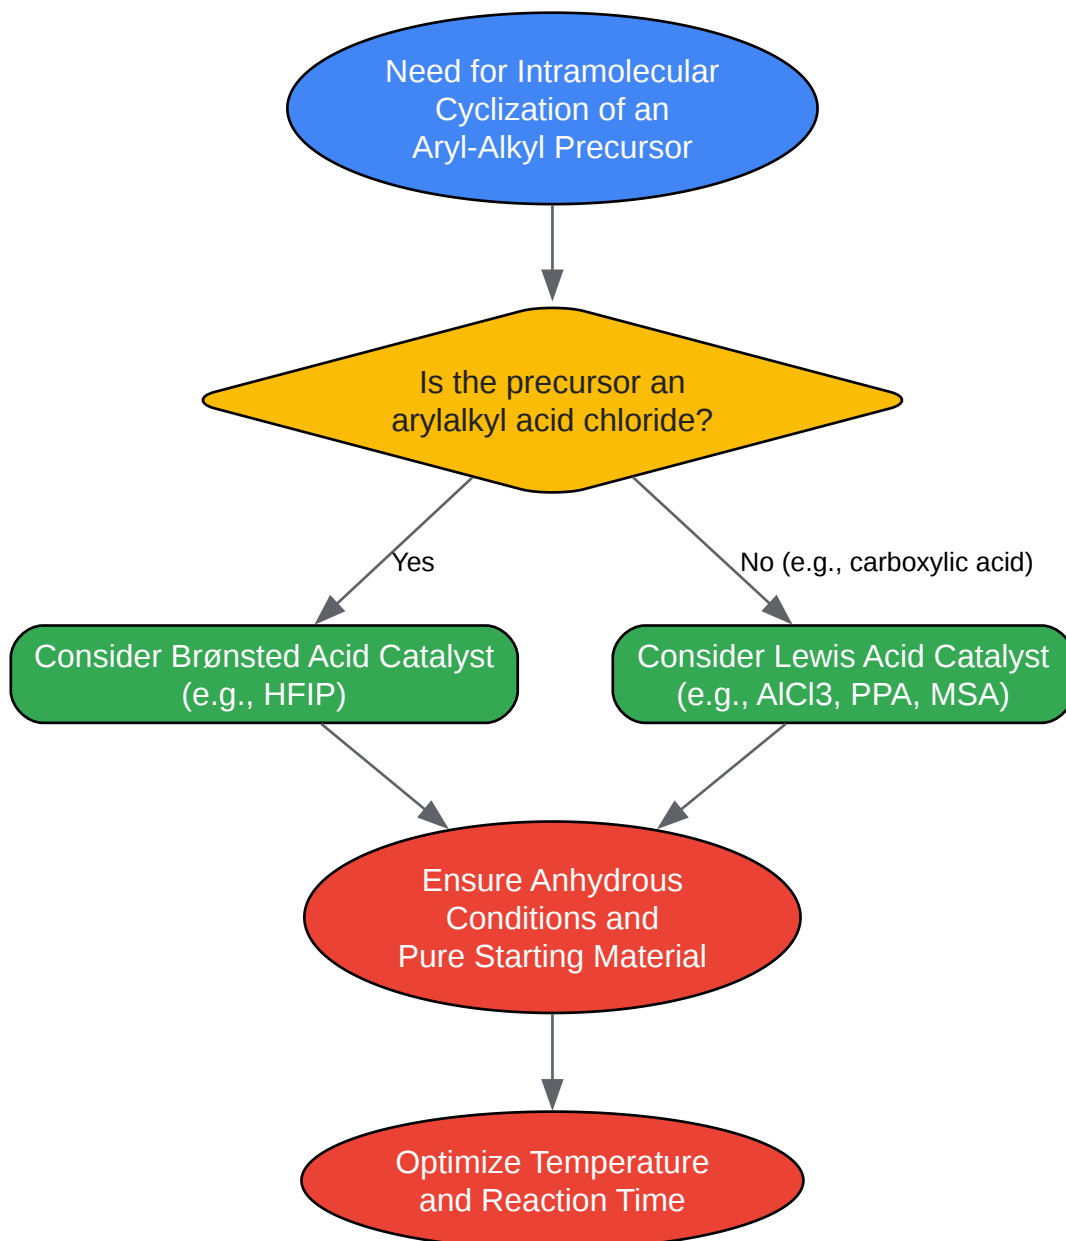 Need for Intramolecular
Cyclization of an
Aryl-Alkyl Precursor
Is the precursor an
arylalkyl acid chloride?
Yes
No (e.g., carboxylic acid)
Consider Brønsted Acid Catalyst
(e.g., HFIP)
Consider Lewis Acid Catalyst
(e.g., AlCl3, PPA, MSA)
Ensure Anhydrous
Conditions and
Pure Starting Material
Optimize Temperature
and Reaction Time